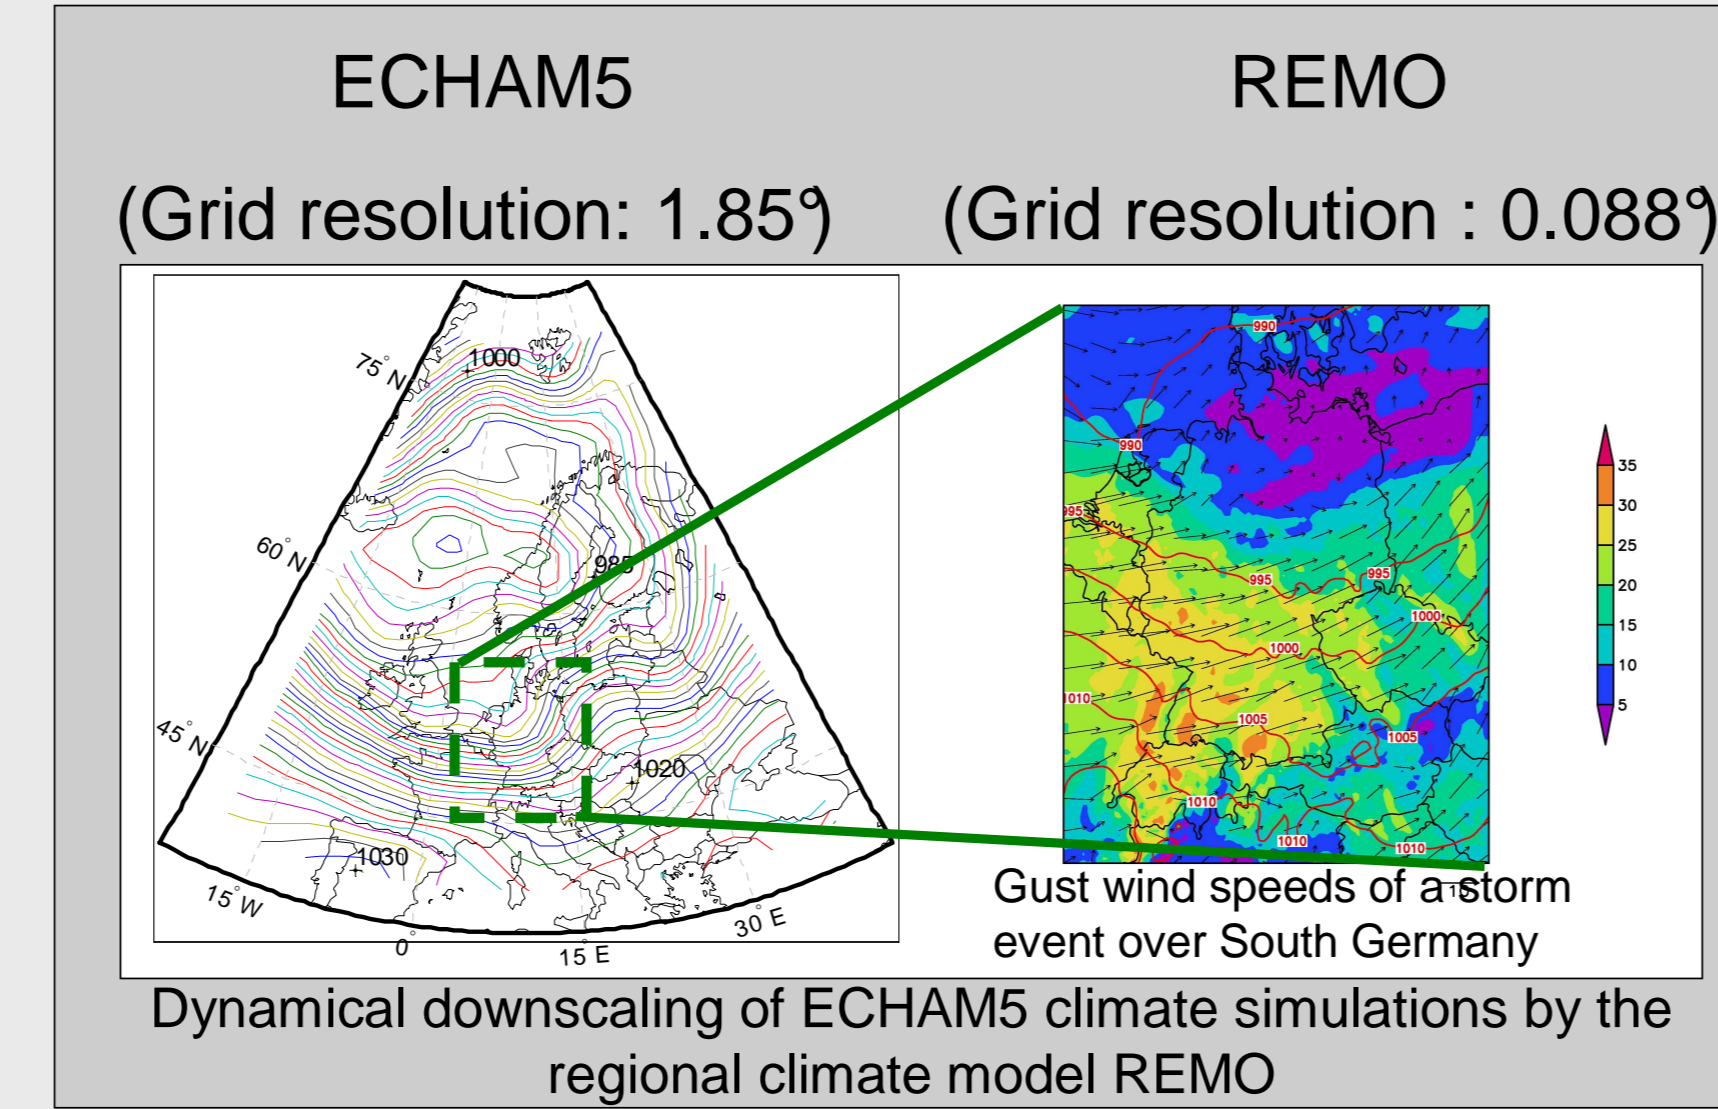 ECHAM5
REMO
(Grid resolution: 1.85°)
(Grid resolution : 0.088°)
75°N
60°N
45°N
15°W
0°
15°E
30°E
1000
985
1020
1030
990
990
995
995
995
1000
1000
1010
1005
1005
1010
1010
1010
35
30
25
20
15
10
5
Gust wind speeds of a storm
event over South Germany
Dynamical downscaling of ECHAM5 climate simulations by the
regional climate model REMO